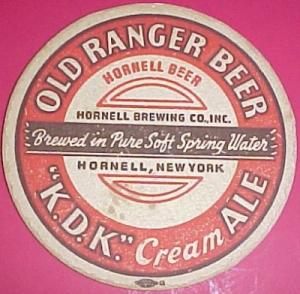 OLD RANGER BEER
HORNELL BEER
HORNELL BREWING CO., INC.
Brewed in Pure Soft Spring Water
HORNELL, NEW YORK
"K.D.K." Cream ALE